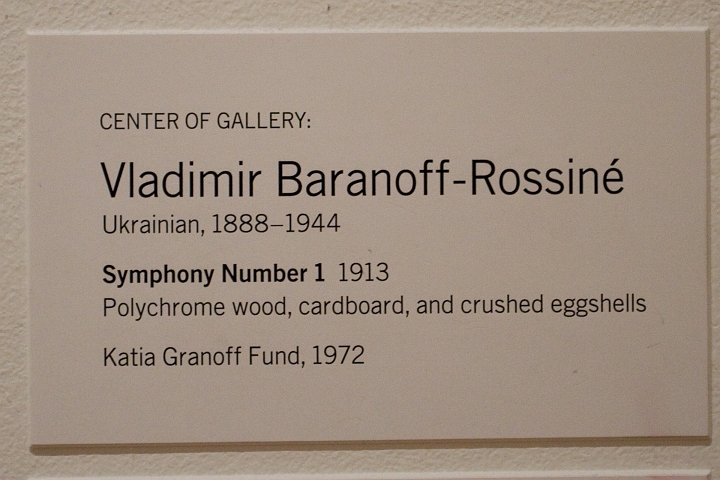 CENTER OF GALLERY:
Vladimir Baranoff-Rossiné
Ukrainian, 1888–1944
Symphony Number 1 1913
Polychrome wood, cardboard, and crushed eggshells
Katia Granoff Fund, 1972